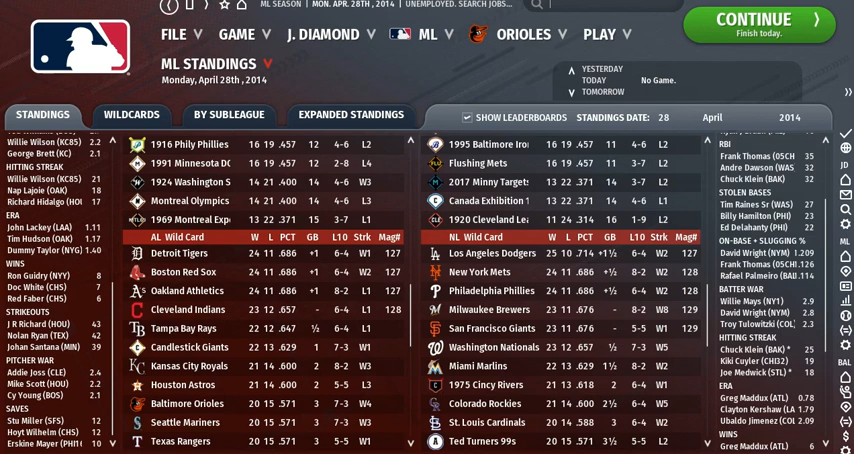 ML SEASON | MON. APR. 28TH , 2014 | UNEMPLOYED. SEARCH JOBS...
FILE GAME J. DIAMOND ML ORIOLES PLAY
CONTINUE
Finish today.
ML STANDINGS
Monday, April 28th , 2014
YESTERDAY
TODAY No Game.
TOMORROW
STANDINGS WILDCARDS BY SUBLEAGUE EXPANDED STANDINGS
SHOW LEADERBOARDS STANDINGS DATE: 28 April 2014
Willie Wilson (KC85) 2.2
George Brett (KC) 2.1
HITTING STREAK
Willie Wilson (KC85) 21
Nap Lajoie (OAK) 18
Richard Hidalgo (HOU 17
ERA
John Lackey (LAA) 1.11
Tim Hudson (OAK) 1.17
Dummy Taylor (NYG) 1.40
WINS
Ron Guidry (NYY) 8
Doc White (CHS) 7
Red Faber (CHS) 6
STRIKEOUTS
J R Richard (HOU) 43
Nolan Ryan (TEX) 42
Johan Santana (MIN) 39
PITCHER WAR
Addie Joss (CLE) 2.4
Mike Scott (HOU) 2.2
Cy Young (BOS) 2.1
SAVES
Stu Miller (SFS) 12
Hoyt Wilhelm (CHS) 12
Erskine Mayer (PHI1 10
1916 Phily Phillies 16 19 .457 12 4-6 L2
1991 Minnesota DC 16 19 .457 12 2-8 L4
1924 Washington S 14 21 .400 14 4-6 W3
Montreal Olympics 14 21 .400 14 4-6 L3
1969 Montreal Exp 13 22 .371 15 3-7 L1
AL Wild Card W L PCT GB L10 Strk Mag#
Detroit Tigers 24 11 .686 +1 6-4 W1 127
Boston Red Sox 24 11 .686 +1 6-4 W2 127
Oakland Athletics 24 11 .686 +1 8-2 L1 127
Cleveland Indians 23 12 .657 - 6-4 L1 128
Tampa Bay Rays 22 12 .647 ½ 6-4 L1
Candlestick Giants 22 13 .629 1 7-3 W1
Kansas City Royals 21 14 .600 2 8-2 W3
Houston Astros 21 14 .600 2 5-5 L3
Baltimore Orioles 20 15 .571 3 7-3 W4
Seattle Mariners 20 15 .571 3 6-4 W2
Texas Rangers 20 15 .571 3 5-5 W1
1995 Baltimore Iron 16 19 .457 11 4-6 L2
Flushing Mets 16 19 .457 11 3-7 L2
2017 Minny Targets 13 22 .371 14 3-7 L2
Canada Exhibition 1 13 22 .371 14 4-6 L1
1920 Cleveland Lea 11 24 .314 16 1-9 L2
NL Wild Card W L PCT GB L10 Strk Mag#
Los Angeles Dodgers 25 10 .714 +1½ 6-4 W2 127
New York Mets 24 11 .686 +½ 6-4 W2 128
Philadelphia Phillies 24 11 .686 +½ 6-4 W2 128
Milwaukee Brewers 23 11 .676 - 8-2 W8 129
San Francisco Giants 23 11 .676 - 5-5 W1 129
Washington Nationals 23 12 .657 ½ 7-3 W5
Miami Marlins 22 13 .629 1½ 8-2 W2
1975 Cincy Rivers 21 13 .618 2 6-4 W1
Colorado Rockies 21 14 .600 2½ 6-4 W5
St. Louis Cardinals 20 14 .588 3 6-4 W2
Ted Turners 99s 20 15 .571 3½ 5-5 L2
RBI
Frank Thomas (05CH 35
Andre Dawson (WAS 32
Chuck Klein (BAK) 32
STOLEN BASES
Tim Raines Sr (WAS) 27
Billy Hamilton (PHI) 23
Ed Delahanty (PHI) 22
ON-BASE + SLUGGING %
David Wright (NYM) 1.209
Frank Thomas (05CH1.126
Rafael Palmeiro (BAL1.114
BATTER WAR
Willie Mays (NY1) 2.9
David Wright (NYM) 2.8
Troy Tulowitzki (COL 2.3
HITTING STREAK
Chuck Klein (BAK) * 25
Kiki Cuyler (CHI32) 19
Joe Medwick (STL) * 18
ERA
Greg Maddux (ATL) 0.78
Clayton Kershaw (LA 1.79
Ubaldo Jimenez (COL 2.09
WINS
Greg Maddux (ATL) 6
JD
ML
BAL